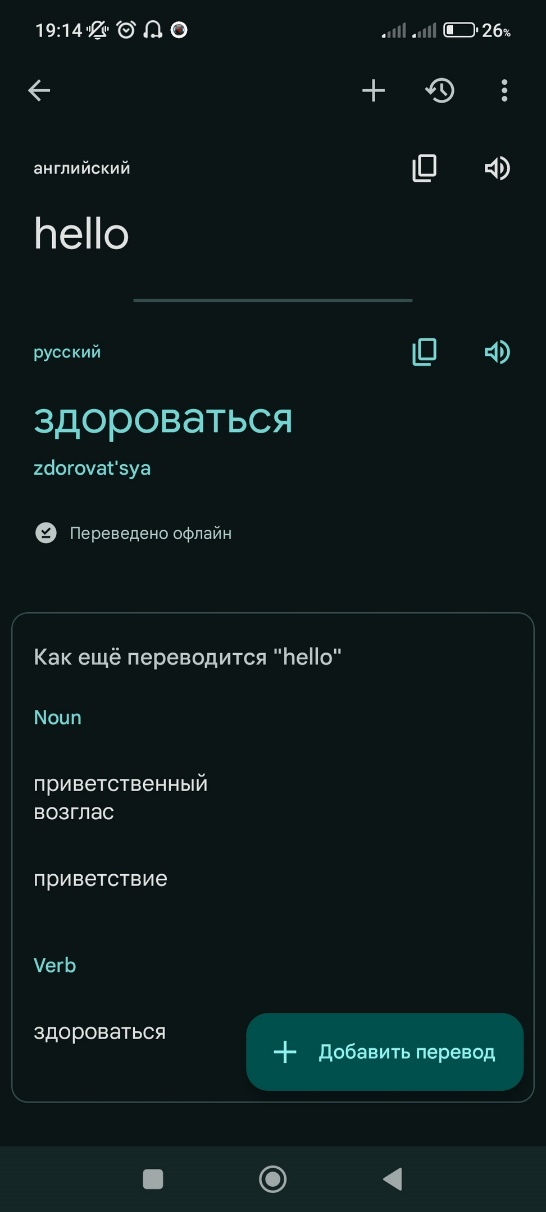 19:14
26%
английский
hello
русский
здороваться
zdorovat'sya
Переведено офлайн
Как ещё переводится "hello"
Noun
приветственный
возглас
приветствие
Verb
здороваться
Добавить перевод